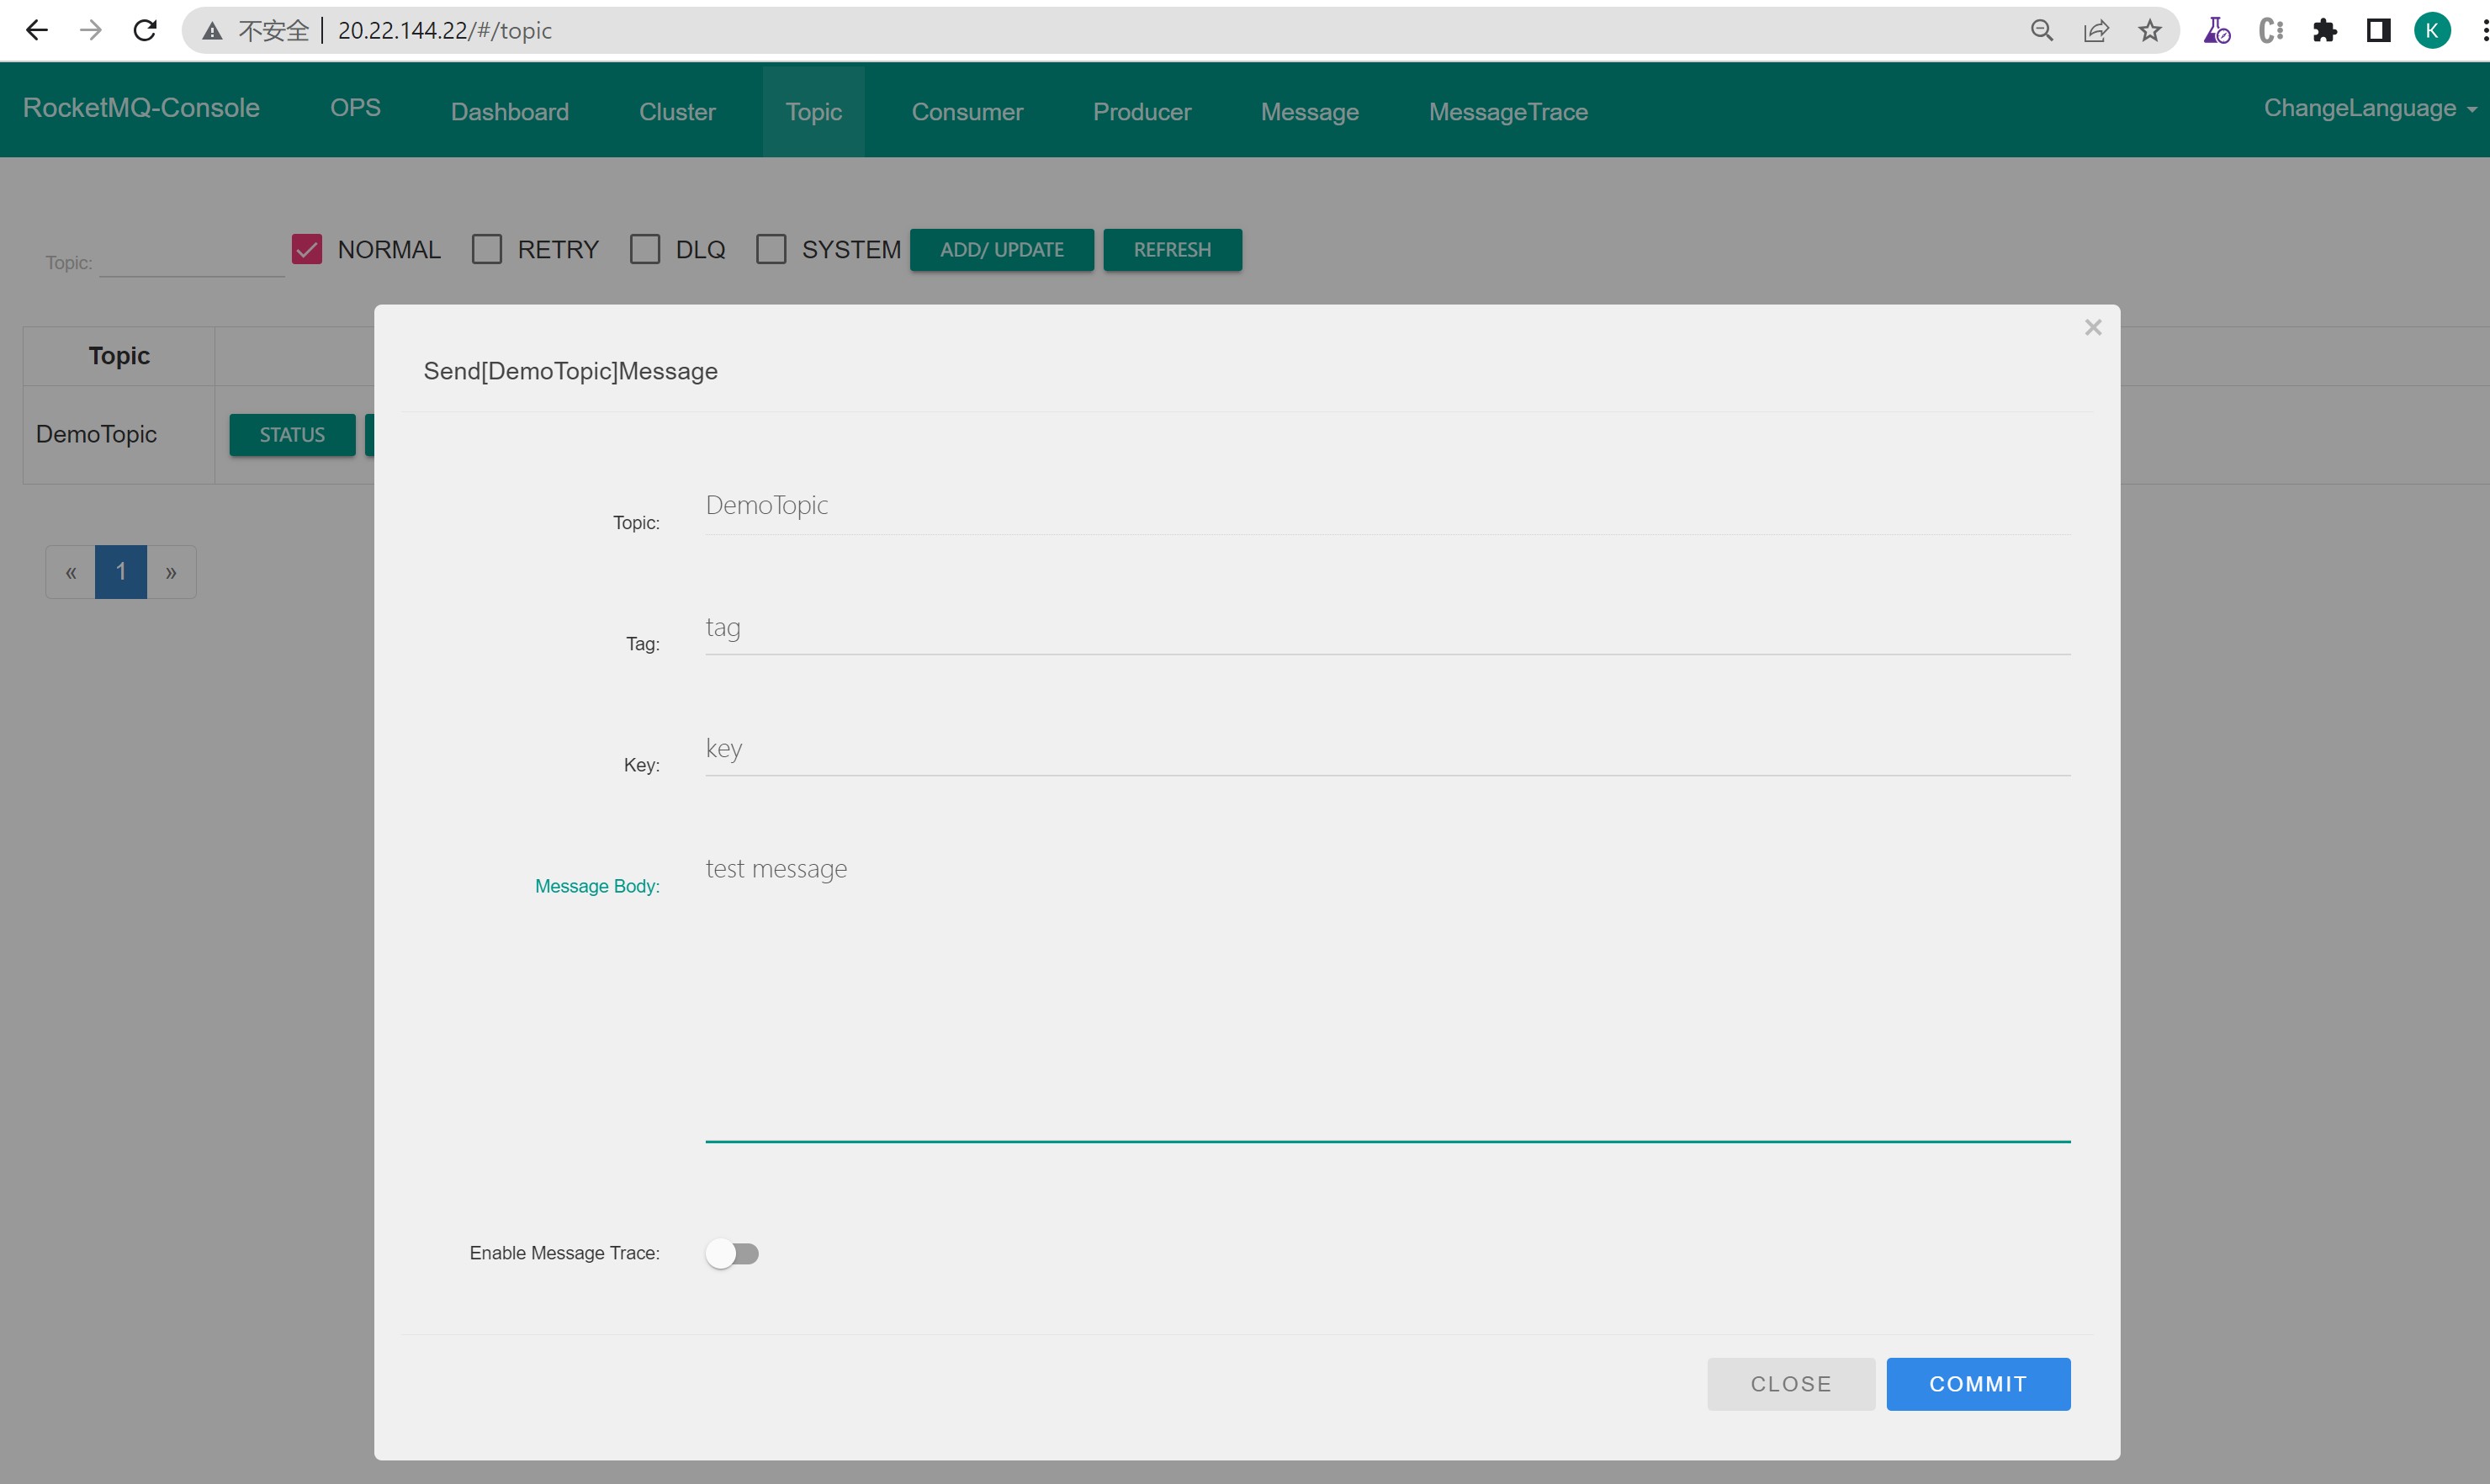 不安全 20.22.144.22/#/topic K
RocketMQ-Console OPS Dashboard Cluster Topic Consumer Producer Message MessageTrace ChangeLanguage
Topic: NORMAL RETRY DLQ SYSTEM ADD/ UPDATE REFRESH
Topic
DemoTopic STATUS
« 1 »
×
Send[DemoTopic]Message
Topic: DemoTopic
Tag: tag
Key: key
Message Body: test message
Enable Message Trace:
CLOSE COMMIT